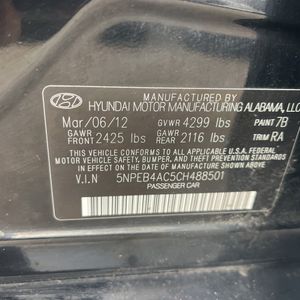 MANUFACTURED BY
HYUNDAI MOTOR MANUFACTURING ALABAMA, LLC
Mar/06/12 GVWR 4299 lbs PAINT 7B
GAWR FRONT 2425 lbs GAWR REAR 2116 lbs TRIM RA
THIS VEHICLE CONFORMS TO ALL APPLICABLE U.S.A. FEDERAL
MOTOR VEHICLE SAFETY, BUMPER, AND THEFT PREVENTION STANDARDS
IN EFFECT ON THE DATE OF MANUFACTURE SHOWN ABOVE.
V.I.N 5NPEB4AC5CH488501
PASSENGER CAR